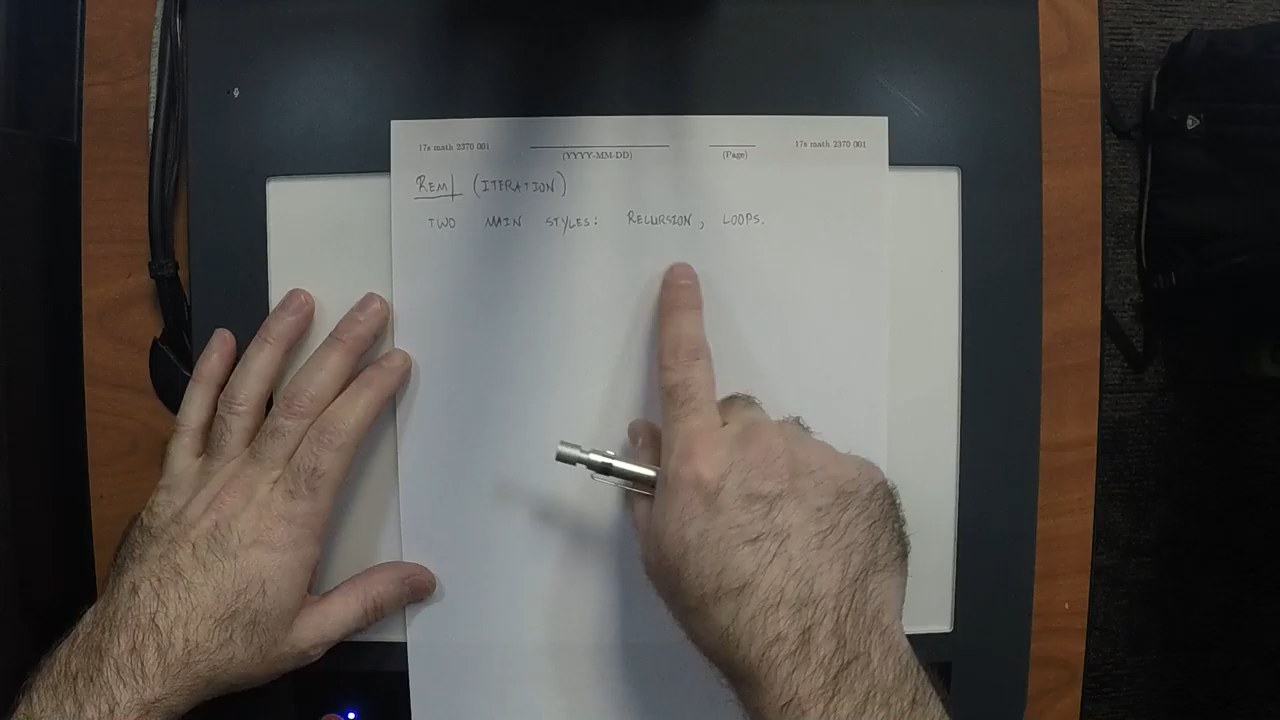 17s math 2370 001 (YYYY-MM-DD) (Page) 17s math 2370 001
REM (ITERATION)
TWO MAIN STYLES: RECURSION, LOOPS.